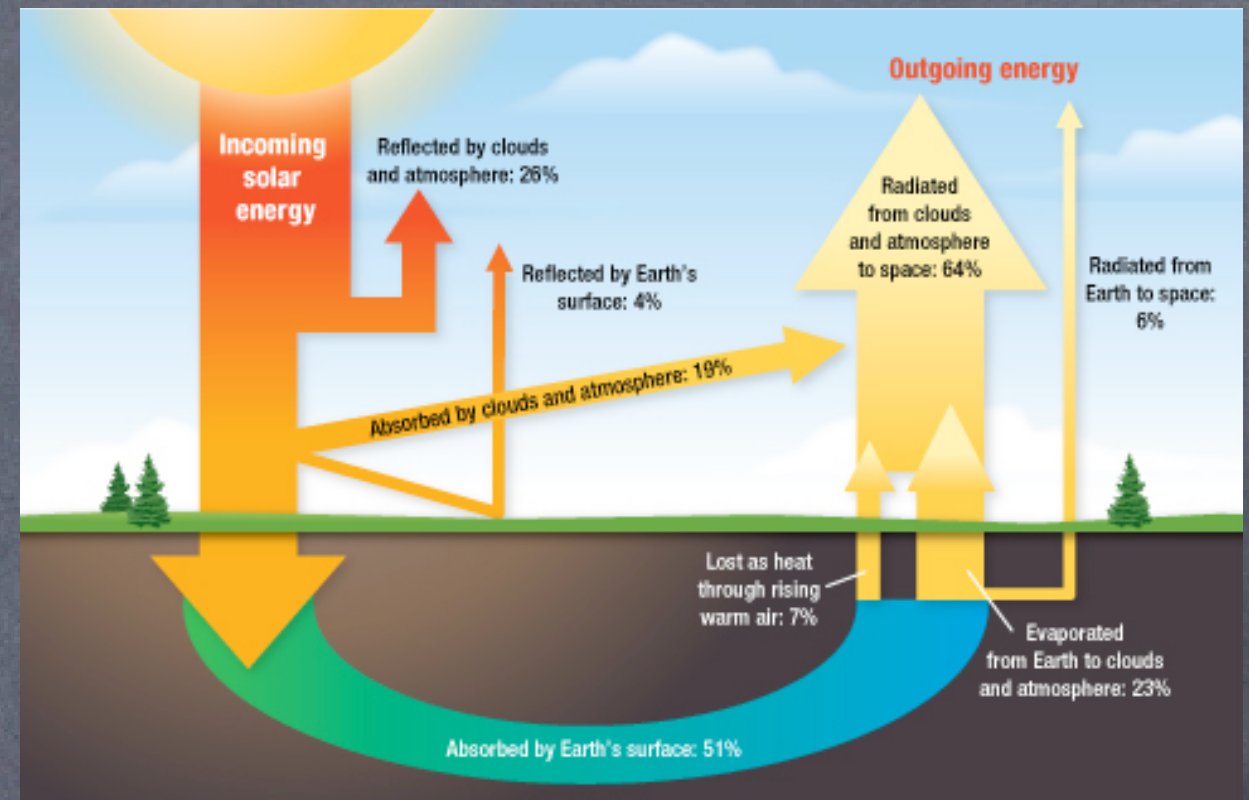 Incoming
solar
energy
Reflected by clouds
and atmosphere: 26%
Reflected by Earth's
surface: 4%
Absorbed by clouds and atmosphere: 19%
Outgoing energy
Radiated
from clouds
and atmosphere
to space: 64%
Radiated from
Earth to space:
6%
Lost as heat
through rising
warm air: 7%
Evaporated
from Earth to clouds
and atmosphere: 23%
Absorbed by Earth's surface: 51%